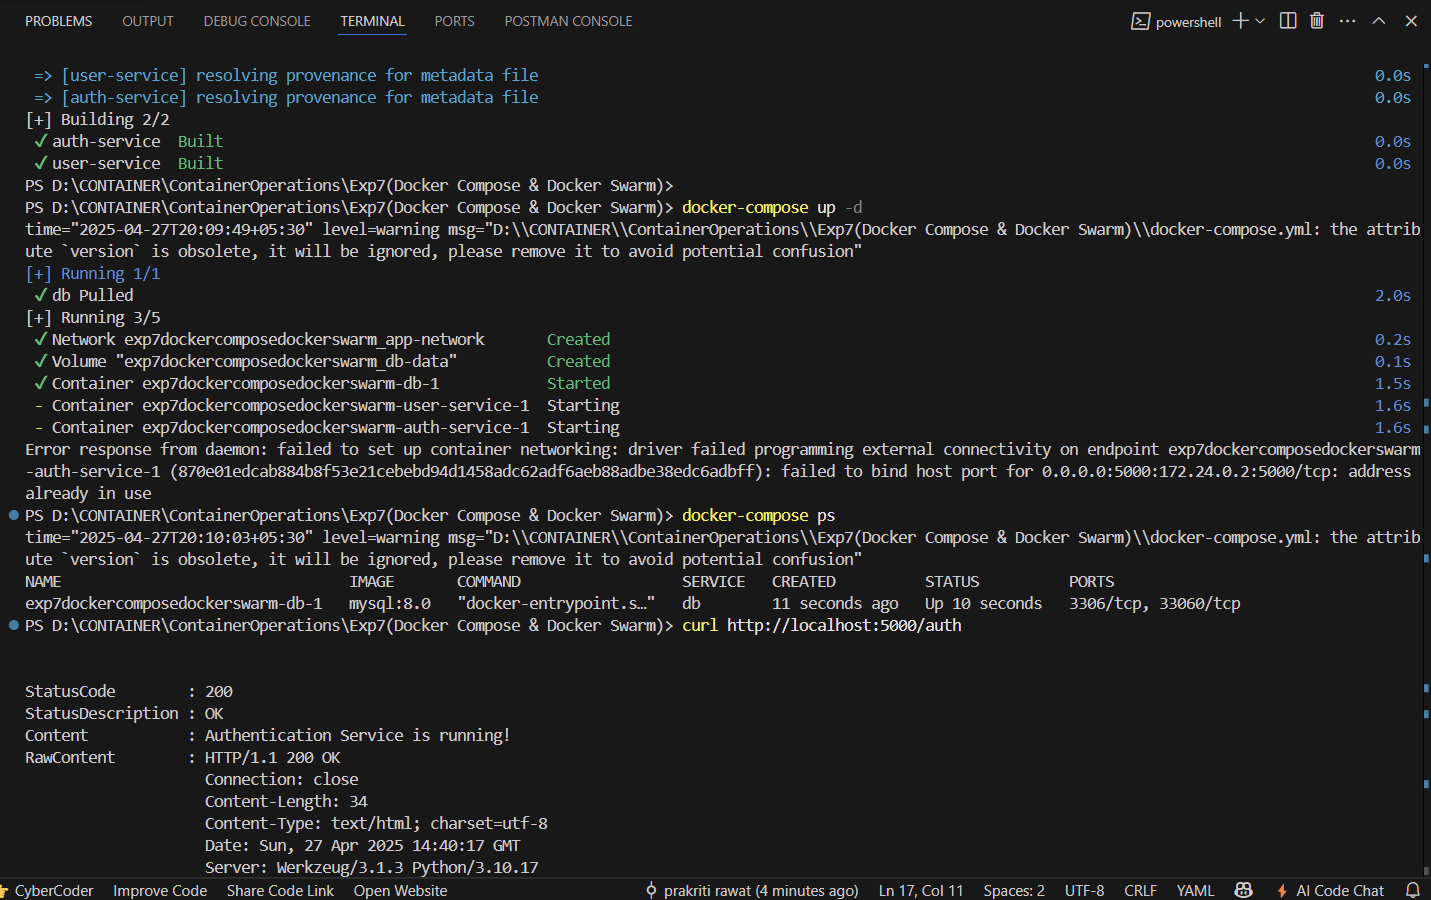 PROBLEMS OUTPUT DEBUG CONSOLE TERMINAL PORTS POSTMAN CONSOLE powershell
=> [user-service] resolving provenance for metadata file 0.0s
=> [auth-service] resolving provenance for metadata file 0.0s
[+] Building 2/2
✓ auth-service Built 0.0s
✓ user-service Built 0.0s
PS D:\CONTAINER\ContainerOperations\Exp7(Docker Compose & Docker Swarm)>
PS D:\CONTAINER\ContainerOperations\Exp7(Docker Compose & Docker Swarm)> docker-compose up -d
time="2025-04-27T20:09:49+05:30" level=warning msg="D:\\CONTAINER\\ContainerOperations\\Exp7(Docker Compose & Docker Swarm)\\docker-compose.yml: the attrib
ute `version` is obsolete, it will be ignored, please remove it to avoid potential confusion"
[+] Running 1/1
✓ db Pulled 2.0s
[+] Running 3/5
✓ Network exp7dockercomposedockerswarm_app-network Created 0.2s
✓ Volume "exp7dockercomposedockerswarm_db-data" Created 0.1s
✓ Container exp7dockercomposedockerswarm-db-1 Started 1.5s
- Container exp7dockercomposedockerswarm-user-service-1 Starting 1.6s
- Container exp7dockercomposedockerswarm-auth-service-1 Starting 1.6s
Error response from daemon: failed to set up container networking: driver failed programming external connectivity on endpoint exp7dockercomposedockerswarm
-auth-service-1 (870e01edcab884b8f53e21cebebd94d1458adc62adf6aeb88adbe38edc6adbff): failed to bind host port for 0.0.0.0:5000:172.24.0.2:5000/tcp: address
already in use
PS D:\CONTAINER\ContainerOperations\Exp7(Docker Compose & Docker Swarm)> docker-compose ps
time="2025-04-27T20:10:03+05:30" level=warning msg="D:\\CONTAINER\\ContainerOperations\\Exp7(Docker Compose & Docker Swarm)\\docker-compose.yml: the attrib
ute `version` is obsolete, it will be ignored, please remove it to avoid potential confusion"
NAME IMAGE COMMAND SERVICE CREATED STATUS PORTS
exp7dockercomposedockerswarm-db-1 mysql:8.0 "docker-entrypoint.s…" db 11 seconds ago Up 10 seconds 3306/tcp, 33060/tcp
PS D:\CONTAINER\ContainerOperations\Exp7(Docker Compose & Docker Swarm)> curl http://localhost:5000/auth
StatusCode : 200
StatusDescription : OK
Content : Authentication Service is running!
RawContent : HTTP/1.1 200 OK
Connection: close
Content-Length: 34
Content-Type: text/html; charset=utf-8
Date: Sun, 27 Apr 2025 14:40:17 GMT
Server: Werkzeug/3.1.3 Python/3.10.17
CyberCoder Improve Code Share Code Link Open Website prakriti rawat (4 minutes ago) Ln 17, Col 11 Spaces: 2 UTF-8 CRLF YAML AI Code Chat